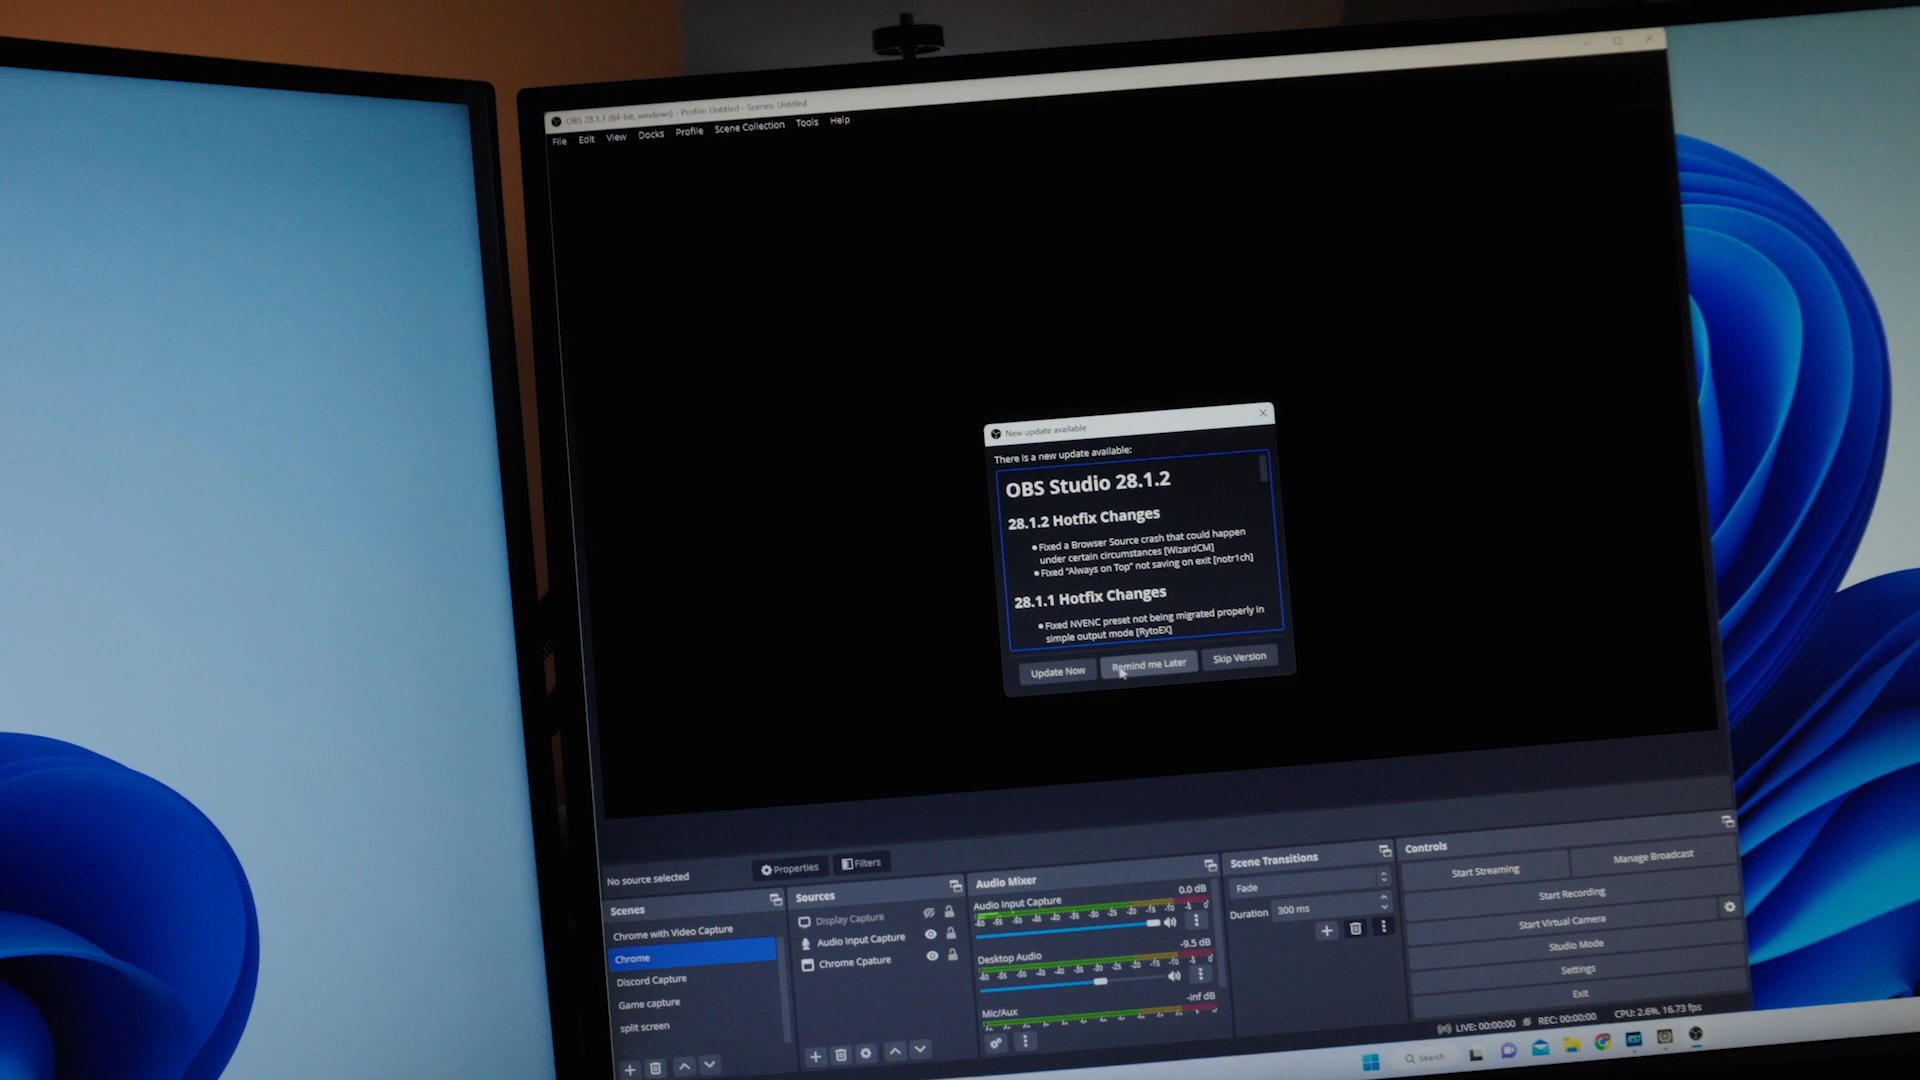 OBS 28.1.1 (64-bit, windows) - Profile: Untitled - Scenes: Untitled
File Edit View Docks Profile Scene Collection Tools Help
New update available
There is a new update available:
OBS Studio 28.1.2
28.1.2 Hotfix Changes
Fixed a Browser Source crash that could happen
under certain circumstances [WizardCM]
Fixed "Always on Top" not saving on exit [notr1ch]
28.1.1 Hotfix Changes
Fixed NVENC preset not being migrated properly in
simple output mode [RytoEX]
Update Now Remind me Later Skip Version
No source selected Properties Filters
Scenes
Chrome with Video Capture
Chrome
Discord Capture
Game capture
split screen
Sources
Display Capture
Audio Input Capture
Chrome Cpature
Audio Mixer
Audio Input Capture 0.0 dB
Desktop Audio -9.5 dB
Mic/Aux -inf dB
Scene Transitions
Fade
Duration 300 ms
Controls
Start Streaming Manage Broadcast
Start Recording
Start Virtual Camera
Studio Mode
Settings
Exit
LIVE: 00:00:00 REC: 00:00:00 CPU: 2.6%, 16.73 fps
Search